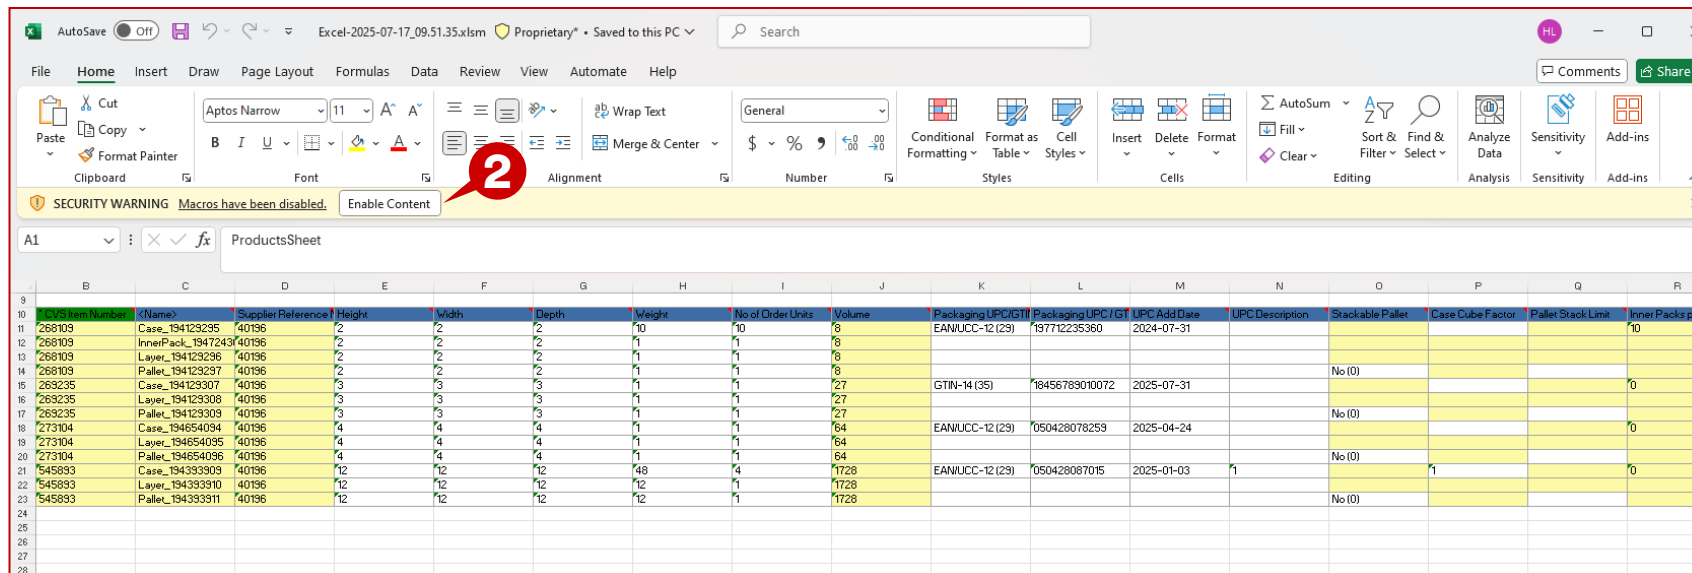 AutoSave Off Excel-2025-07-17_09.51.35.xlsm Proprietary* • Saved to this PC Search HL
File Home Insert Draw Page Layout Formulas Data Review View Automate Help Comments Share
Paste Cut Copy Format Painter
Aptos Narrow 11 A^ A˅ B I U A
Wrap Text Merge & Center
General $ % 9
Conditional Formatting Format as Table Cell Styles
Insert Delete Format
AutoSum Fill Clear Sort & Filter Find & Select
Analyze Data Sensitivity Add-ins
Clipboard Font Alignment Number Styles Cells Editing Analysis Sensitivity Add-ins
2
SECURITY WARNING Macros have been disabled. Enable Content
A1 fx ProductsSheet
B C D E F G H I J K L M N O P Q R
9
10 * CVS Item Number <Name> Supplier Reference Height Width Depth Weight No of Order Units Volume Packaging UPC/GTI Packaging UPC / GT UPC Add Date UPC Description Stackable Pallet Case Cube Factor Pallet Stack Limit Inner Packs p
11 268109 Case_194129295 40196 2 2 2 10 10 8 EAN/UCC-12 (29) 197712235360 2024-07-31 10
12 268109 InnerPack_1947243 40196 2 2 2 1 1 8
13 268109 Layer_194129296 40196 2 2 2 1 1 8
14 268109 Pallet_194129297 40196 2 2 2 1 1 8 No (0)
15 269235 Case_194129307 40196 3 3 3 1 1 27 GTIN-14 (35) 18456789010072 2025-07-31 0
16 269235 Layer_194129308 40196 3 3 3 1 1 27
17 269235 Pallet_194129309 40196 3 3 3 1 1 27 No (0)
18 273104 Case_194654094 40196 4 4 4 1 1 64 EAN/UCC-12 (29) 050428078259 2025-04-24 0
19 273104 Layer_194654095 40196 4 4 4 1 1 64
20 273104 Pallet_194654096 40196 4 4 4 1 1 64 No (0)
21 545893 Case_194393909 40196 12 12 12 48 4 1728 EAN/UCC-12 (29) 050428087015 2025-01-03 1 1 0
22 545893 Layer_194393910 40196 12 12 12 12 1 1728
23 545893 Pallet_194393911 40196 12 12 12 12 1 1728 No (0)
24
25
26
27
28